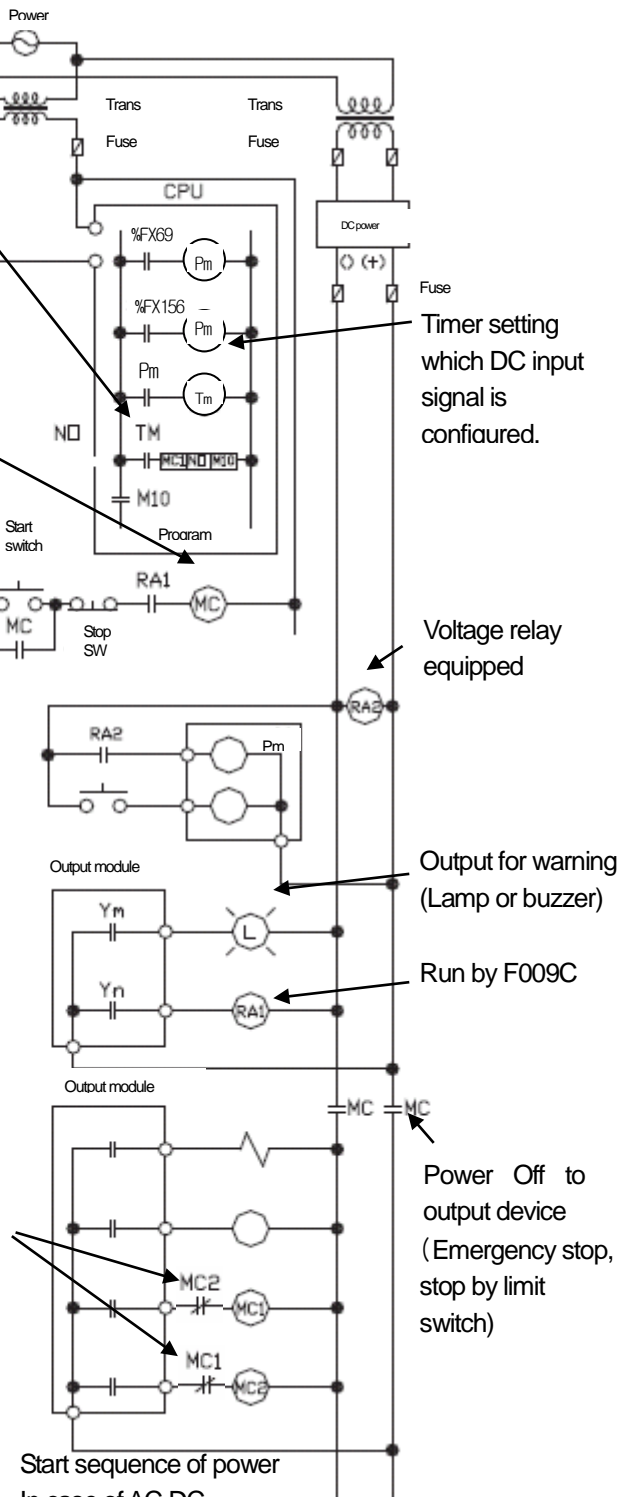 Power
Trans
Trans
Fuse
Fuse
CPU
%FX69
Pm
DC power
(+)
%FX156
Pm
Fuse
Timer setting
which DC input
signal is
configured.
Pm
Tm
NO
TM
MC1 NO M10
M10
Program
Start
switch
RA1
MC
MC
Stop
SW
Voltage relay
equipped
RA2
RA2
Pm
Output module
Output for warning
(Lamp or buzzer)
Ym
L
Yn
RA1
Run by F009C
Output module
MC
MC
Power Off to
output device
(Emergency stop,
stop by limit
switch)
MC2
MC1
MC1
MC2
Start sequence of power